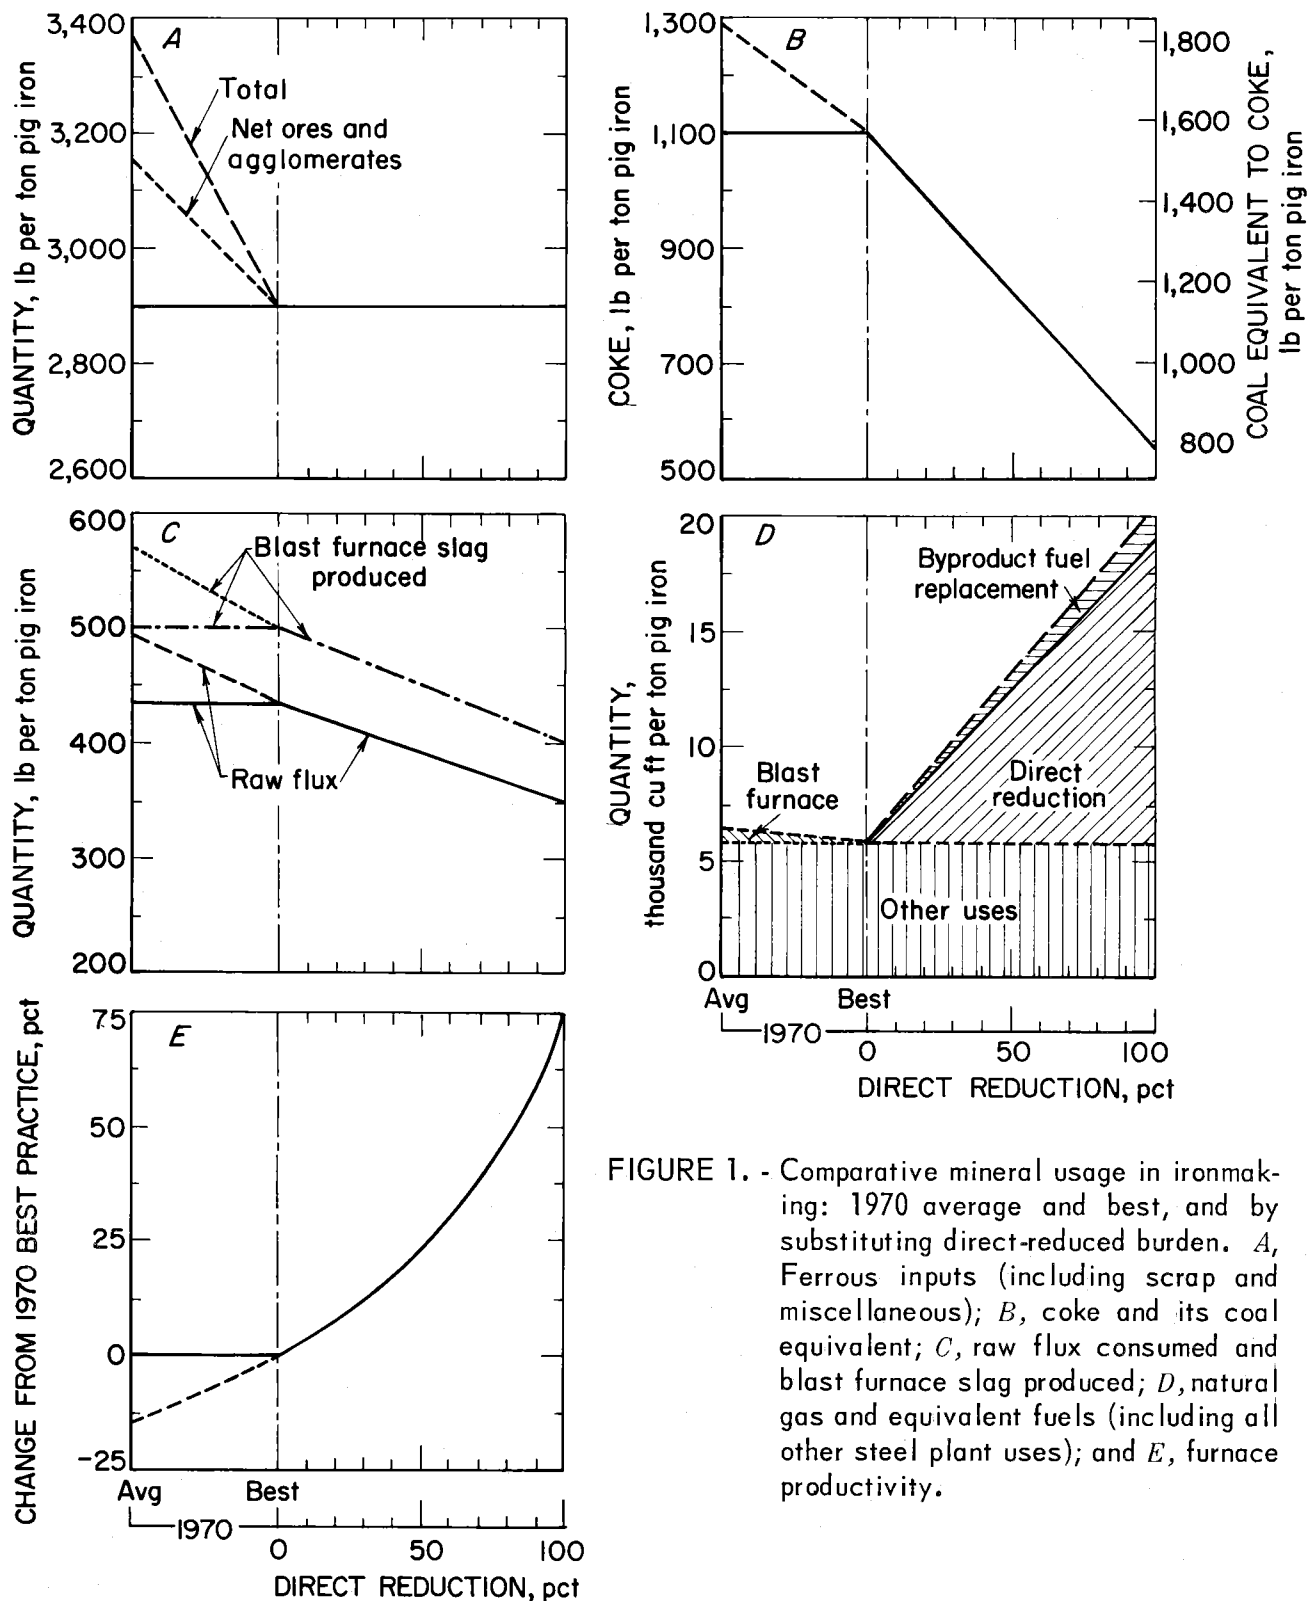 A
QUANTITY, lb per ton pig iron
3,400
3,200
3,000
2,800
2,600
Total
Net ores and
agglomerates
B
COKE, lb per ton pig iron
1,300
1,100
900
700
500
1,800
1,600
1,400
1,200
1,000
800
COAL EQUIVALENT TO COKE,
lb per ton pig iron
C
QUANTITY, lb per ton pig iron
600
500
400
300
200
Blast furnace slag
produced
Raw flux
D
QUANTITY,
thousand cu ft per ton pig iron
20
15
10
5
0
Byproduct fuel
replacement
Blast
furnace
Direct
reduction
Other uses
Avg
Best
1970
0
50
100
DIRECT REDUCTION, pct
E
CHANGE FROM 1970 BEST PRACTICE, pct
75
50
25
0
-25
Avg
Best
1970
0
50
100
DIRECT REDUCTION, pct
FIGURE 1. - Comparative mineral usage in ironmak-
ing: 1970 average and best, and by
substituting direct-reduced burden. A,
Ferrous inputs (including scrap and
miscellaneous); B, coke and its coal
equivalent; C, raw flux consumed and
blast furnace slag produced; D, natural
gas and equivalent fuels (including all
other steel plant uses); and E, furnace
productivity.